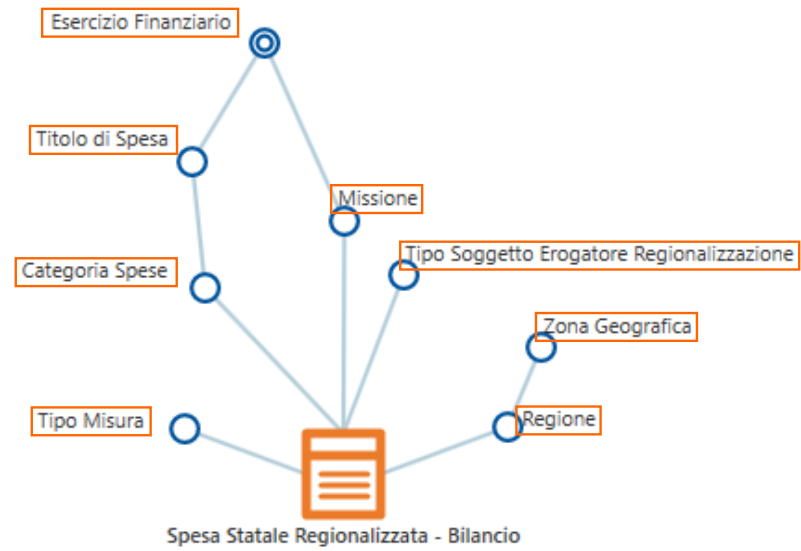 Esercizio Finanziario
Titolo di Spesa
Missione
Tipo Soggetto Erogatore Regionalizzazione
Categoria Spese
Zona Geografica
Tipo Misura
Regione
Spesa Statale Regionalizzata - Bilancio